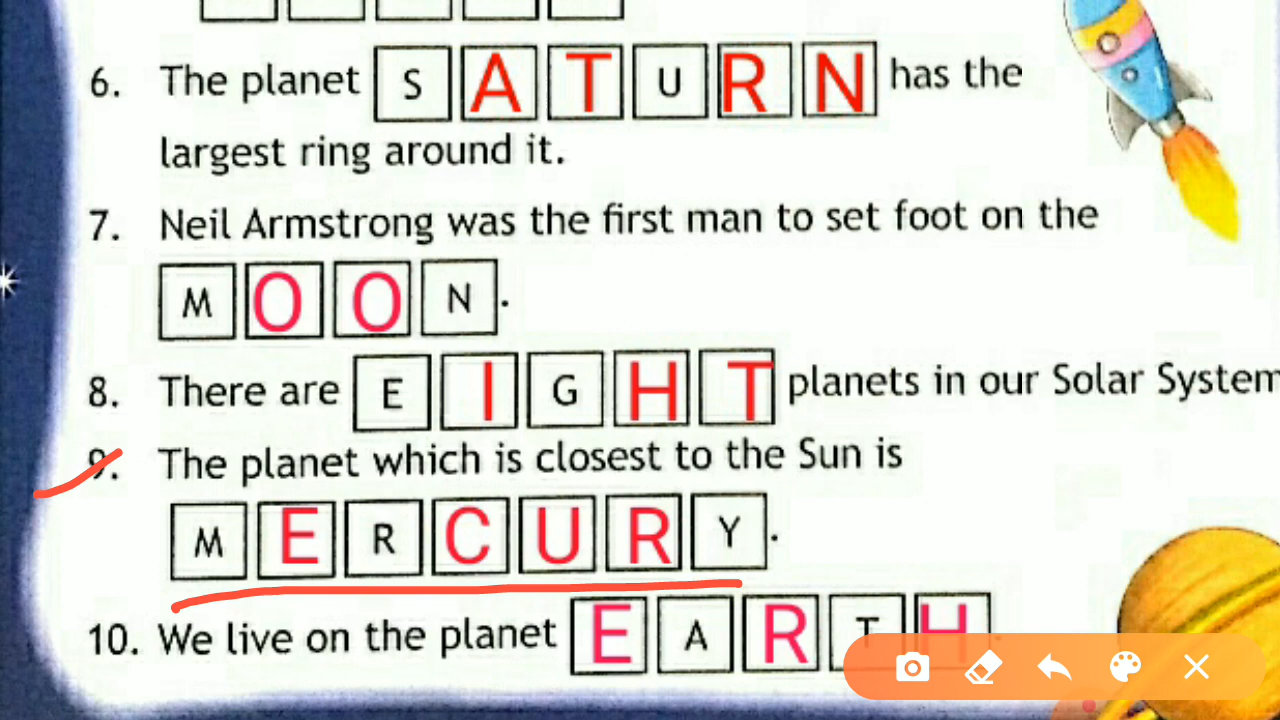 6. The planet S A T U R N has the
largest ring around it.
7. Neil Armstrong was the first man to set foot on the
M O O N .
8. There are E I G H T planets in our Solar System
9. The planet which is closest to the Sun is
M E R C U R Y .
10. We live on the planet E A R T H